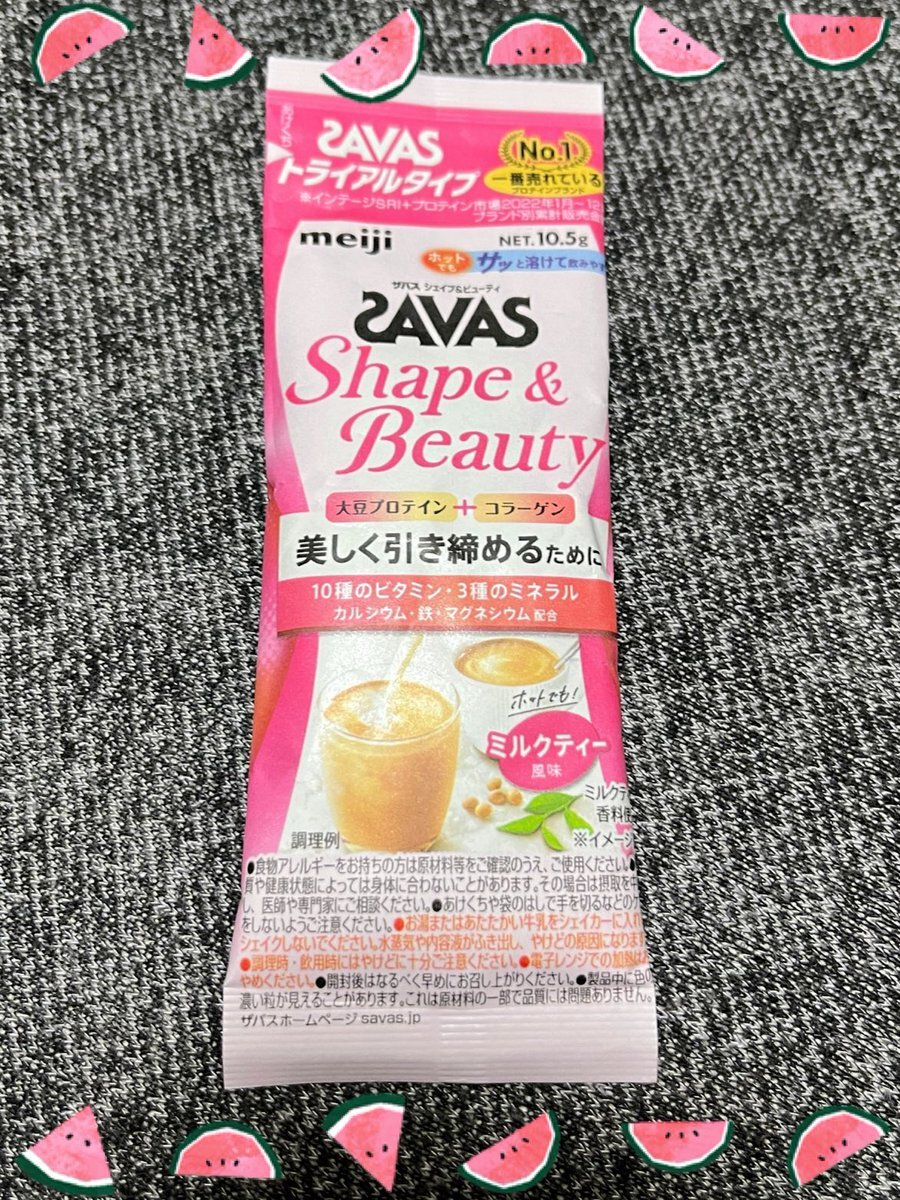 あけくち
SAVAS
トライアルタイプ
No.1
一番売れている
プロテインブランド
※インテージSRI+プロテイン市場2022年1月~12
ブランド別累計販売金
meiji
NET.10.5g
ホットでも
サッと溶けて飲みやす
ザバス シェイプ&ビューティ
SAVAS
Shape &
Beauty
大豆プロテイン+コラーゲン
美しく引き締めるために
10種のビタミン・3種のミネラル
カルシウム・鉄・マグネシウム 配合
ホットでも!
ミルクティー
風味
ミルクテ
香料
調理例
※イメージ
●食物アレルギーをお持ちの方は原材料等をご確認のうえ、ご使用ください。●
質や健康状態によっては身体に合わないことがあります。その場合は摂取を
し、医師や専門家にご相談ください。●あけくちや袋のはしで手を切るなどのケ
をしないようご注意ください。●お湯またはあたたかい牛乳をシェイカーに入れ
シェイクしないでください。水蒸気や内容液がふき出し、やけどの原因になります
●調理時・飲用時にはやけどに十分ご注意ください。●電子レンジでの加熱は
やめください。●開封後はなるべく早めにお召し上がりください。●製品中に色の
濃い粒が見えることがあります。これは原材料の一部で品質には問題ありません。
ザバスホームページ savas.jp